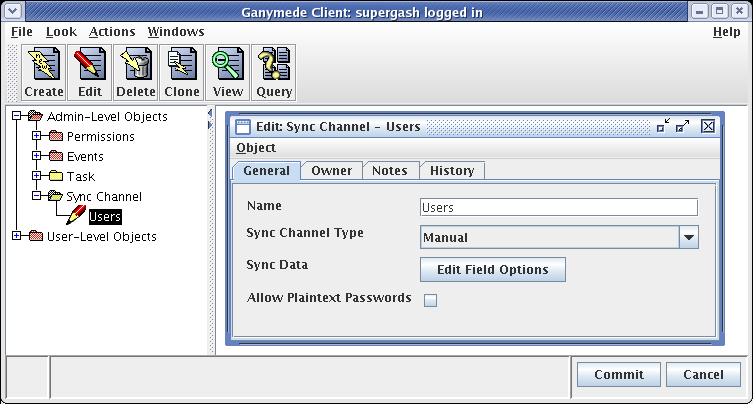 Ganymede Client: supergash logged in
File Look Actions Windows Help
Create Edit Delete Clone View Query
Admin-Level Objects
Permissions
Events
Task
Sync Channel
Users
User-Level Objects
Edit: Sync Channel - Users
Object
General Owner Notes History
Name Users
Sync Channel Type Manual
Sync Data Edit Field Options
Allow Plaintext Passwords
Commit Cancel